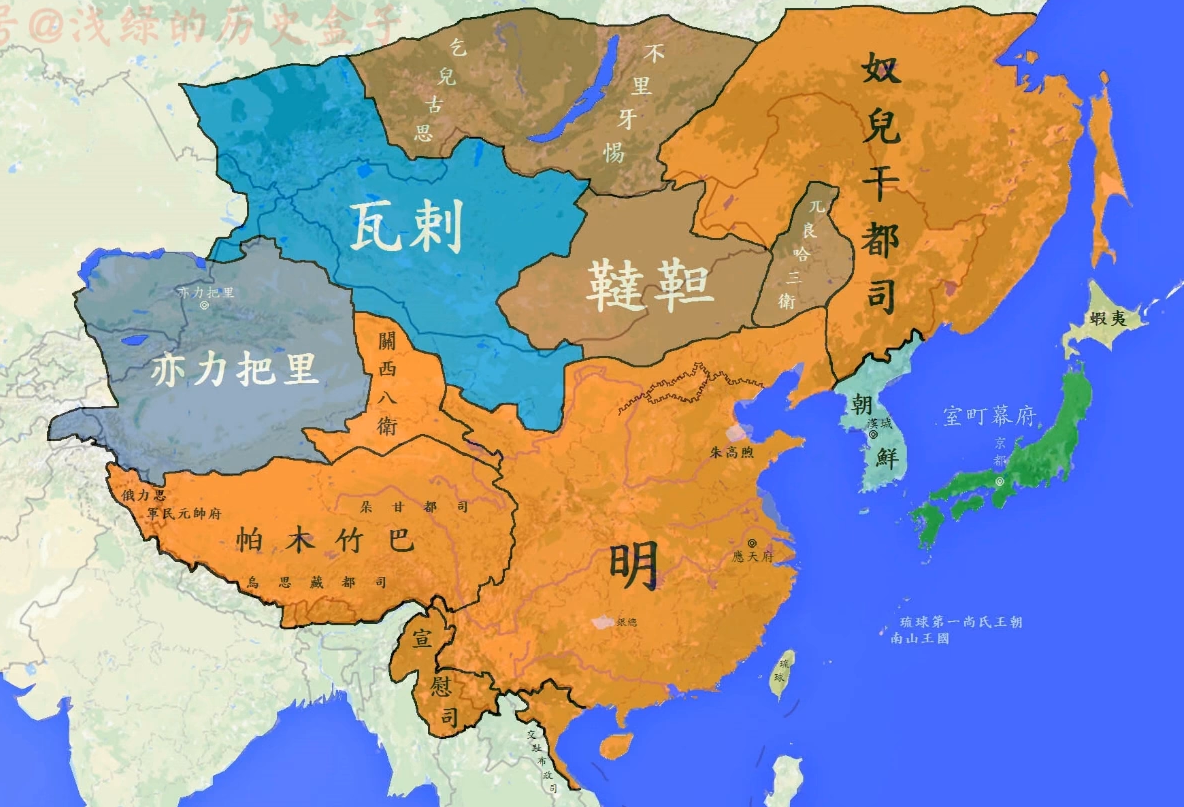 号@浅绿的历史盒子
乞兒古思
不里牙惕
奴兒干都司
瓦剌
兀良哈三衛
韃靼
亦力把里
亦力把里
關西八衛
蝦夷
朝鮮
漢城
室町幕府
京都
朱高煦
俄力思
軍民元帥府
朵甘都司
帕木竹巴
烏思藏都司
明
應天府
銀總
琉球第一尚氏王朝
南山王國
宣慰司
琉球
交趾布政司